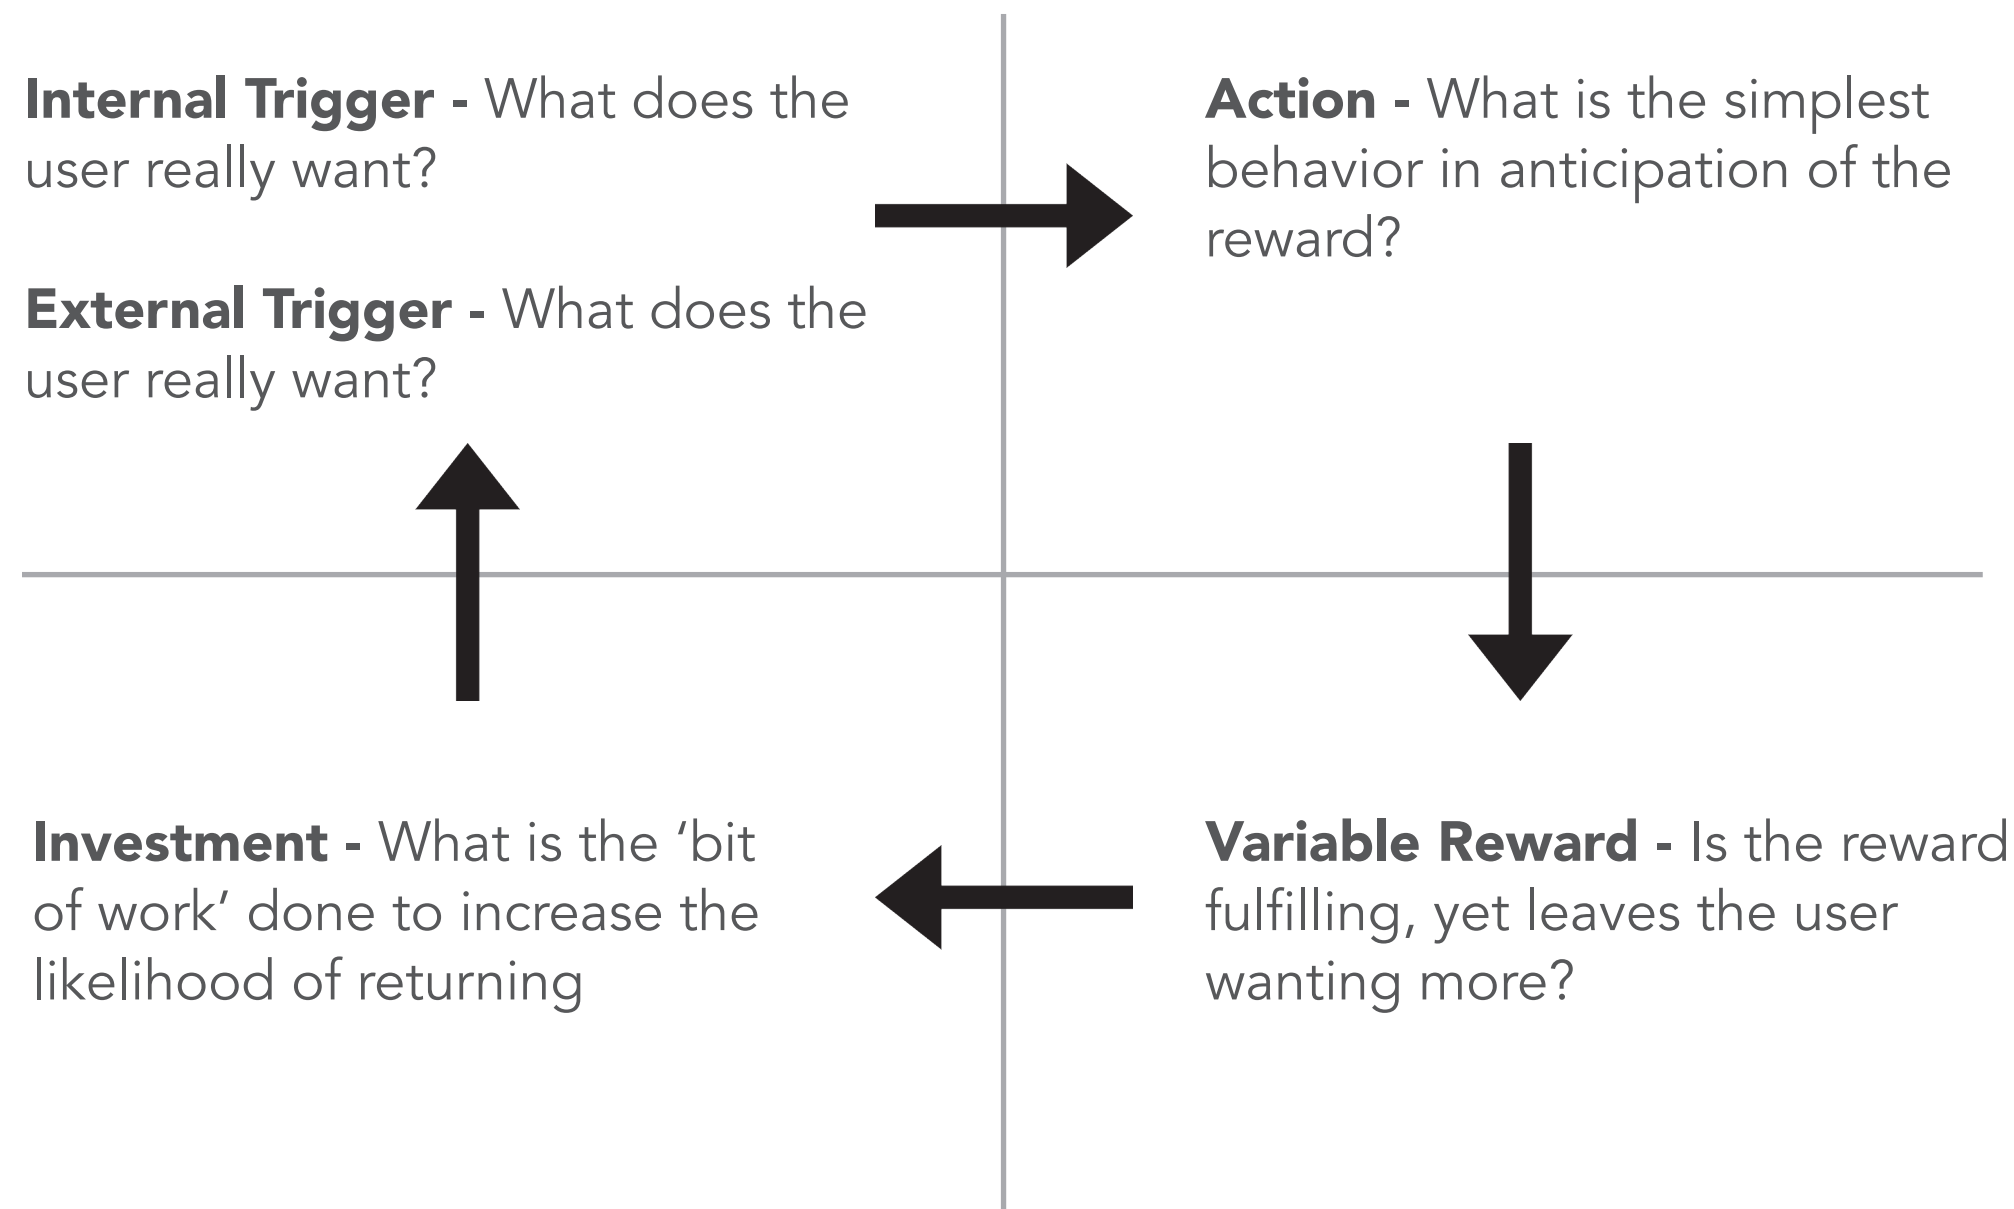 Internal Trigger - What does the
user really want?
External Trigger - What does the
user really want?
Action - What is the simplest
behavior in anticipation of the
reward?
Investment - What is the ‘bit
of work’ done to increase the
likelihood of returning
Variable Reward - Is the reward
fulfilling, yet leaves the user
wanting more?